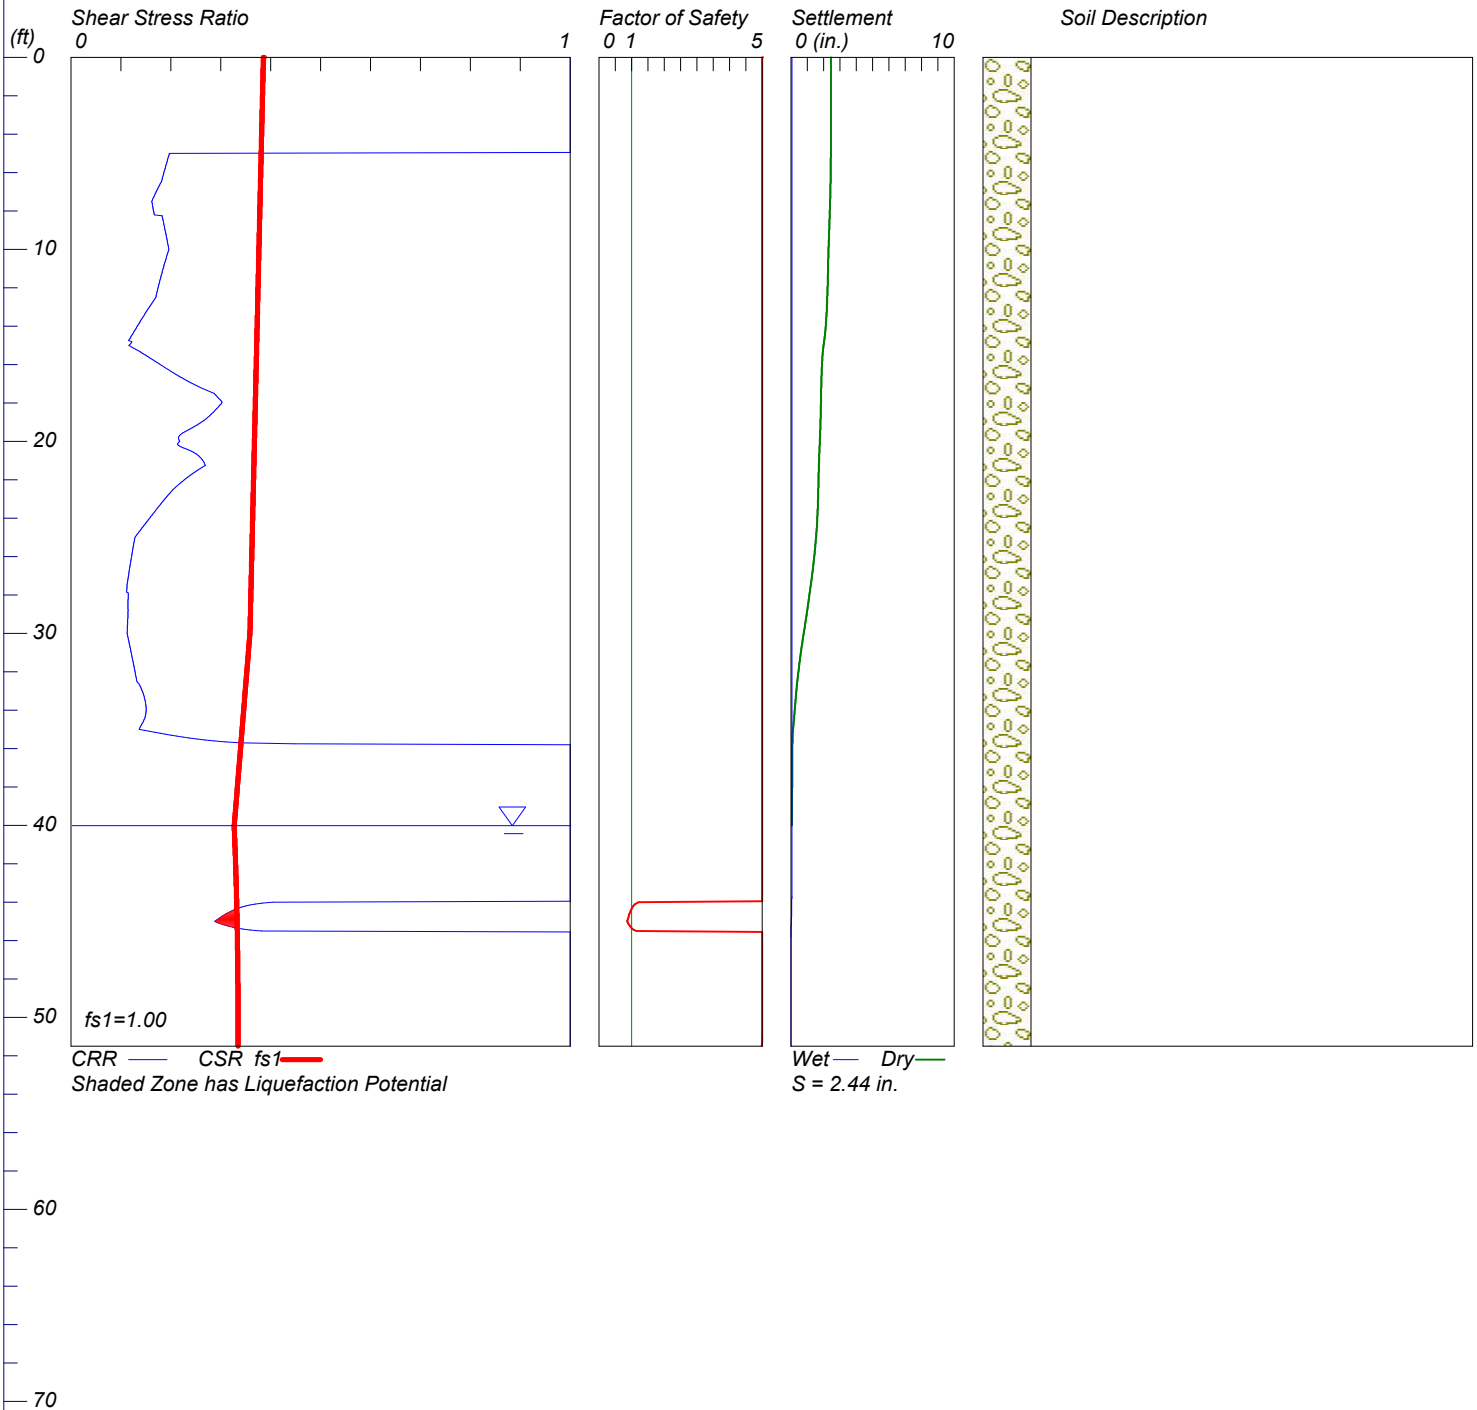 Shear Stress Ratio Factor of Safety Settlement Soil Description
(ft) 0 1 0 1 5 0 (in.) 10
0
10
20
30
40
50
fs1=1.00
CRR CSR fs1 Wet Dry
Shaded Zone has Liquefaction Potential S = 2.44 in.
60
70